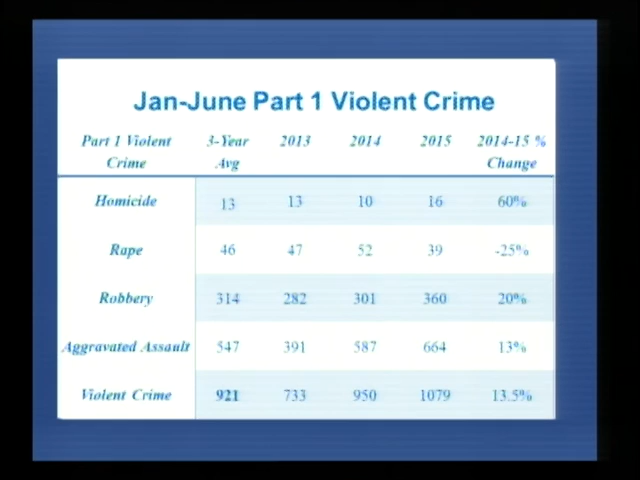 Jan-June Part 1 Violent Crime
Part 1 Violent Crime 3-Year Avg 2013 2014 2015 2014-15 % Change
Homicide 13 13 10 16 60%
Rape 46 47 52 39 -25%
Robbery 314 282 301 360 20%
Aggravated Assault 547 391 587 664 13%
Violent Crime 921 733 950 1079 13.5%